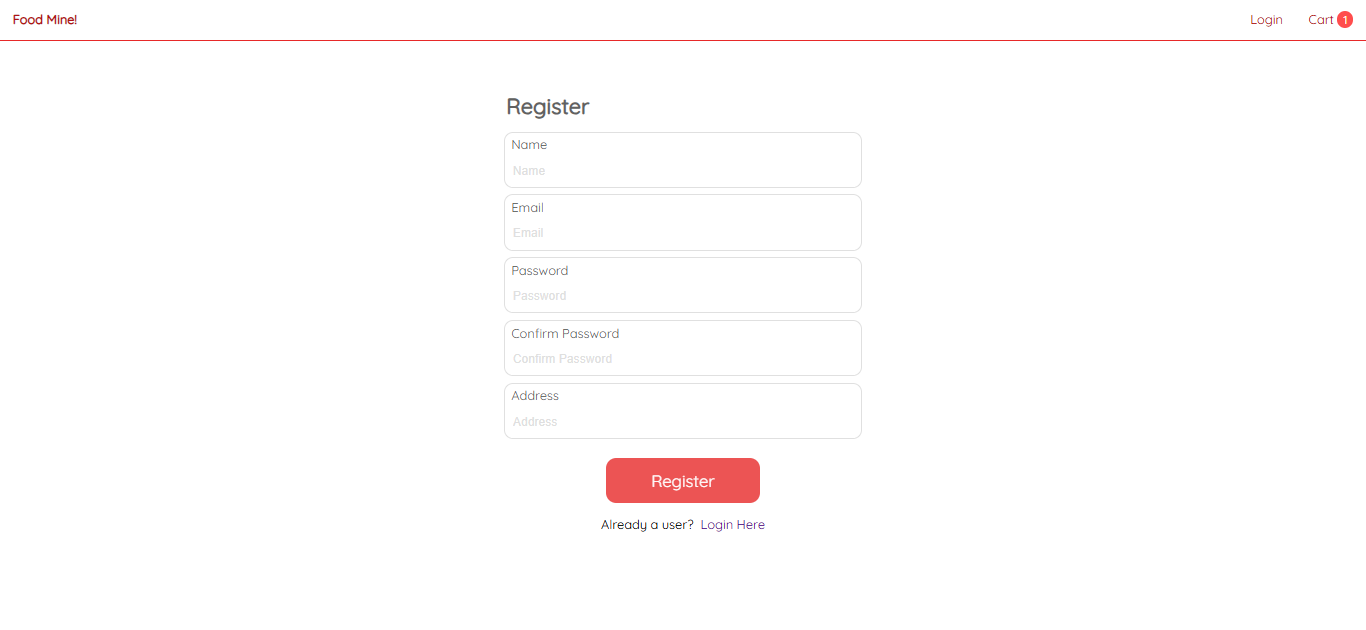 Food Mine!
Login
Cart 1
Register
Name
Name
Email
Email
Password
Password
Confirm Password
Confirm Password
Address
Address
Register
Already a user? Login Here